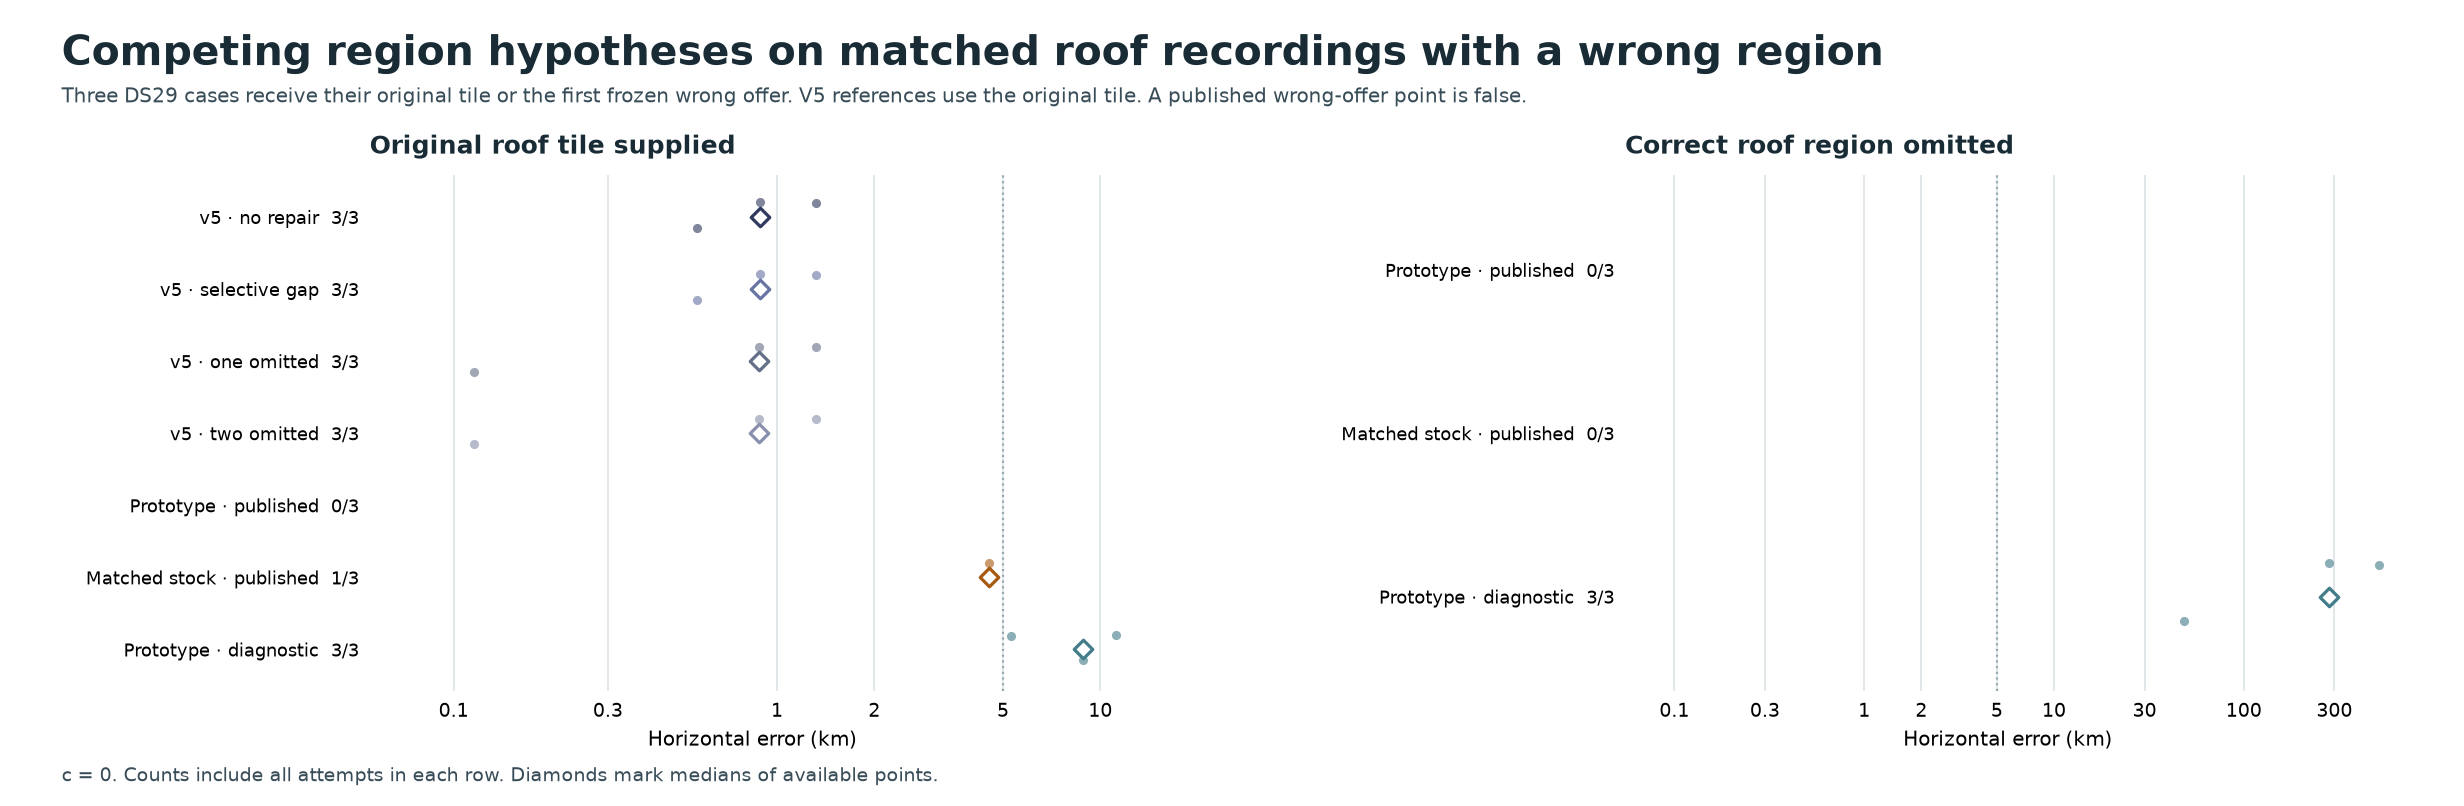 Competing region hypotheses on matched roof recordings with a wrong region
Three DS29 cases receive their original tile or the first frozen wrong offer. V5 references use the original tile. A published wrong-offer point is false.
Original roof tile supplied
v5 · no repair 3/3
v5 · selective gap 3/3
v5 · one omitted 3/3
v5 · two omitted 3/3
Prototype · published 0/3
Matched stock · published 1/3
Prototype · diagnostic 3/3
0.1 0.3 1 2 5 10
Horizontal error (km)
Correct roof region omitted
Prototype · published 0/3
Matched stock · published 0/3
Prototype · diagnostic 3/3
0.1 0.3 1 2 5 10 30 100 300
Horizontal error (km)
c = 0. Counts include all attempts in each row. Diamonds mark medians of available points.